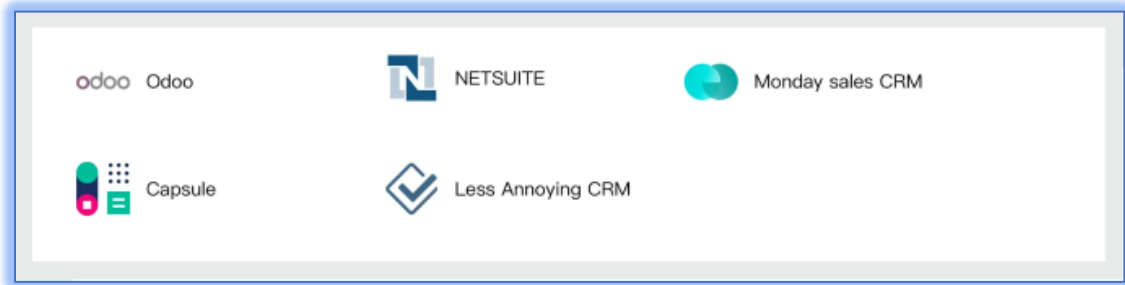 odoo Odoo
NETSUITE
Monday sales CRM
Capsule
Less Annoying CRM